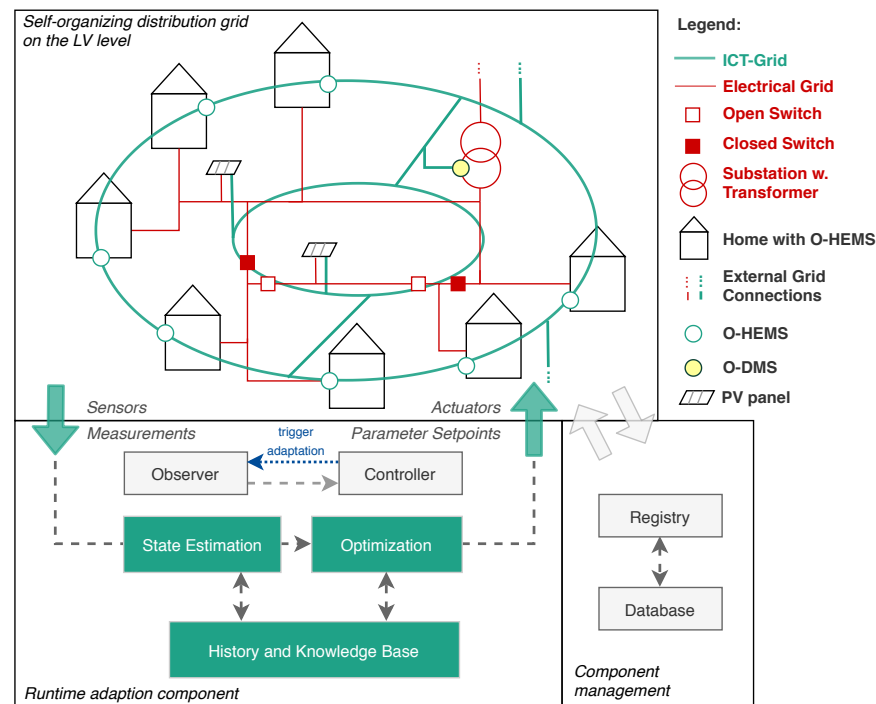 Self-organizing distribution grid
on the LV level
Legend:
ICT-Grid
Electrical Grid
Open Switch
Closed Switch
Substation w.
Transformer
Home with O-HEMS
External Grid
Connections
O-HEMS
O-DMS
PV panel
Sensors
Actuators
Measurements
trigger
adaptation
Parameter Setpoints
Observer
Controller
State Estimation
Optimization
History and Knowledge Base
Runtime adaption component
Registry
Database
Component
management